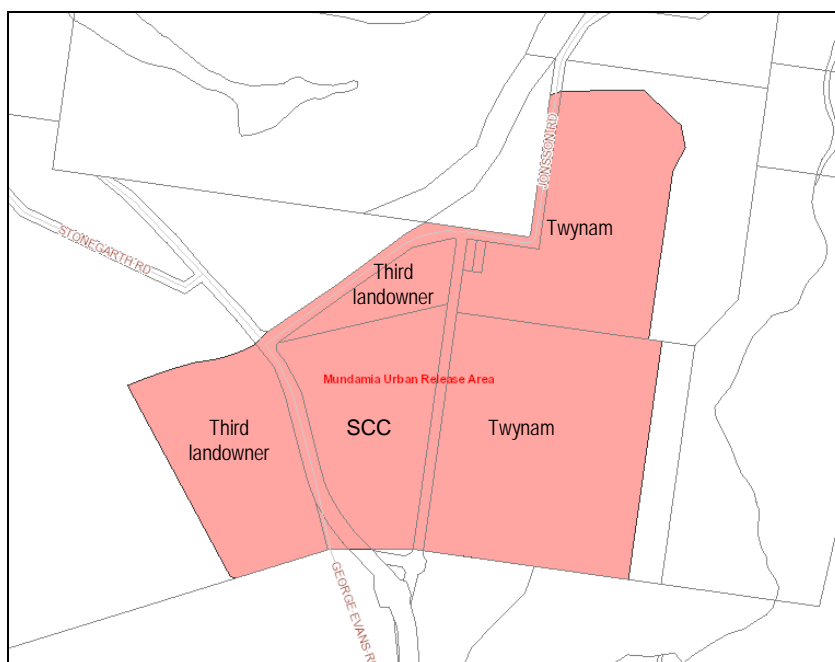 JONSSON RD
Twynam
STONEGARTH RD
Third
landowner
Mundamia Urban Release Area
Third
landowner
SCC
Twynam
GEORGE EVANS R